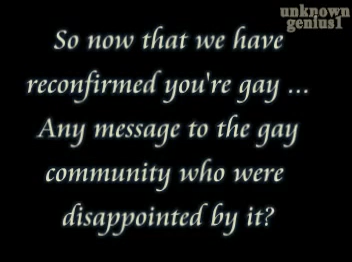 unknown
genius1
So now that we have
reconfirmed you're gay ...
Any message to the gay
community who were
disappointed by it?